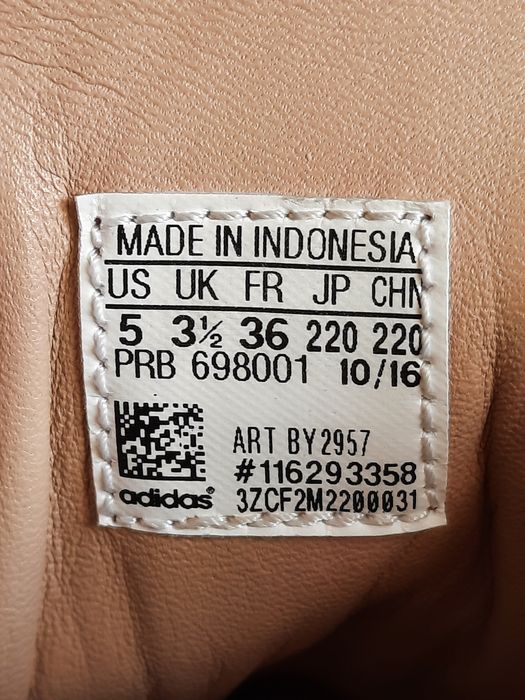 MADE IN INDONESIA
US UK FR JP CHN
5 3½ 36 220 220
PRB 698001 10/16
ART BY2957
#116293358
adidas® 3ZCF2M2200031